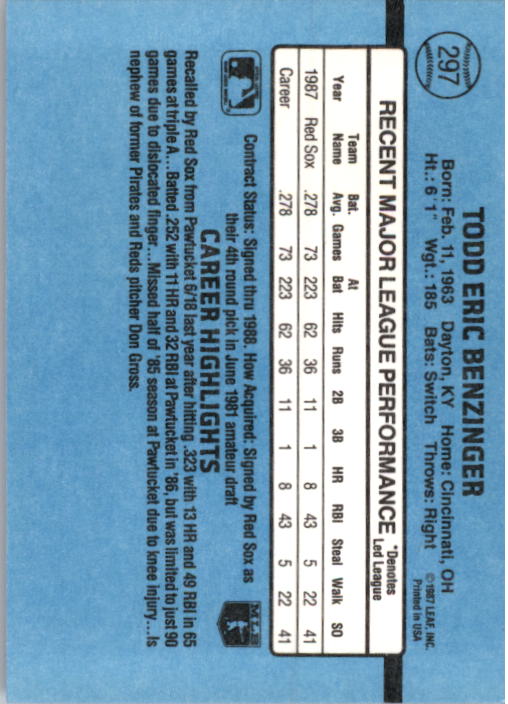 297
TODD ERIC BENZINGER
Born: Feb. 11, 1963 Dayton, KY Home: Cincinnati, OH
Ht.: 6'1" Wgt.: 185 Bats: Switch Throws: Right
©1987 LEAF, INC.
Printed in USA
RECENT MAJOR LEAGUE PERFORMANCE *Denotes Led League
Year Team Name Bat. Avg. Games At Bat Hits Runs 2B 3B HR RBI Steal Walk SO
1987 Red Sox .278 73 223 62 36 11 1 8 43 5 22 41
Career .278 73 223 62 36 11 1 8 43 5 22 41
Contract Status: Signed thru 1988. How Acquired: Signed by Red Sox as
their 4th round pick in June 1981 amateur draft
MLB
CAREER HIGHLIGHTS
Recalled by Red Sox from Pawtucket 6/18 last year after hitting .323 with 13 HR and 49 RBI in 65
games at triple A...Batted .252 with 11 HR and 32 RBI at Pawtucket in '86, but was limited to just 90
games due to dislocated finger...Missed half of '85 season at Pawtucket due to knee injury...Is
nephew of former Pirates and Reds pitcher Don Gross.